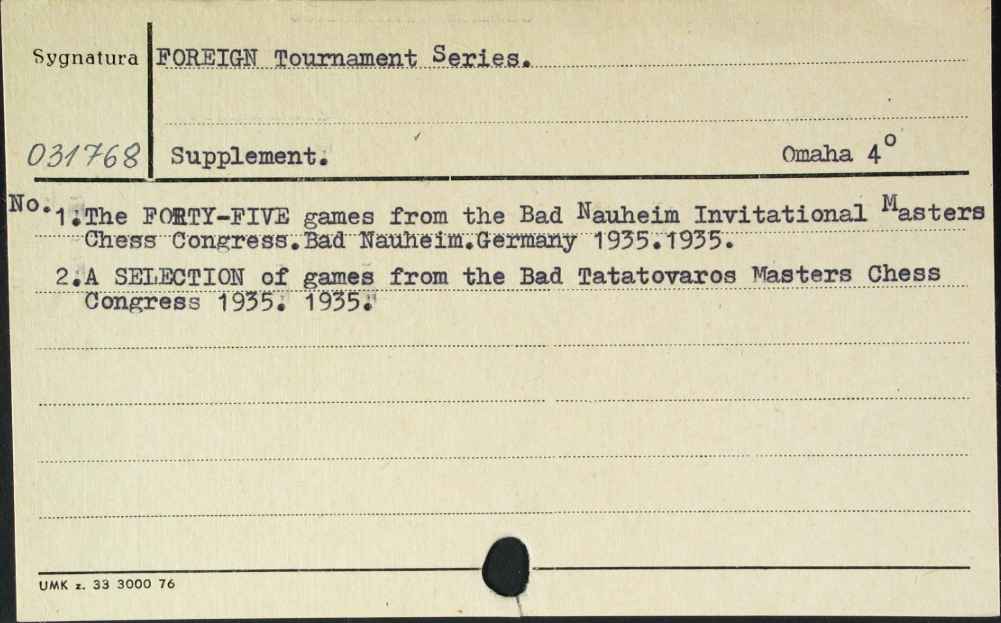 Sygnatura FOREIGN Tournament Series.
031768 Supplement. Omaha 4°
No. 1.The FORTY-FIVE games from the Bad Nauheim Invitational Masters
Chess Congress.Bad Nauheim.Germany 1935.1935.
2.A SELECTION of games from the Bad Tatatovaros Masters Chess
Congress 1935. 1935.
UMK z. 33 3000 76